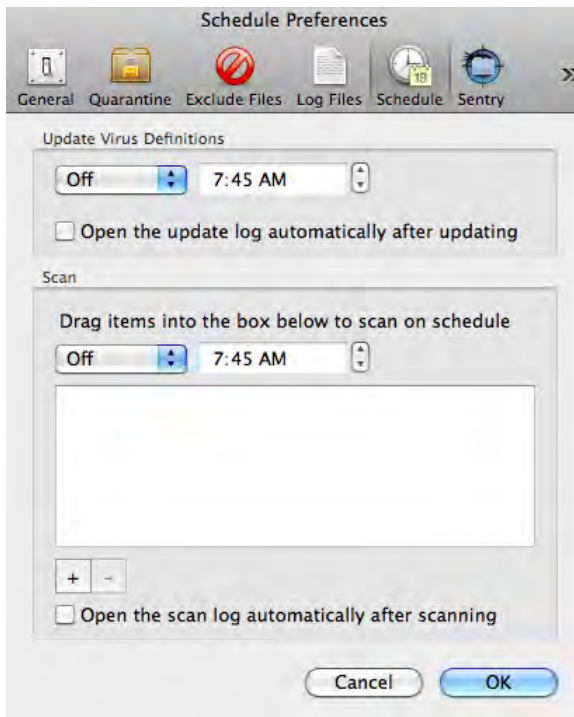 Schedule Preferences
General Quarantine Exclude Files Log Files Schedule Sentry »
18
Update Virus Definitions
Off 7:45 AM
Open the update log automatically after updating
Scan
Drag items into the box below to scan on schedule
Off 7:45 AM
+ -
Open the scan log automatically after scanning
Cancel OK